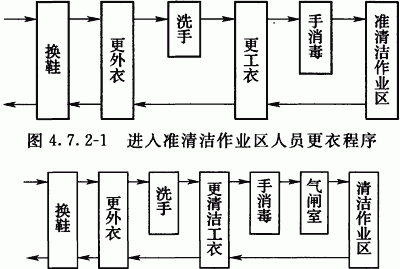 换鞋
更外衣
洗手
更工衣
手消毒
准清洁作业区
图 4.7.2-1 进入准清洁作业区人员更衣程序
换鞋
更外衣
洗手
更清洁工衣
手消毒
气闸室
清洁作业区